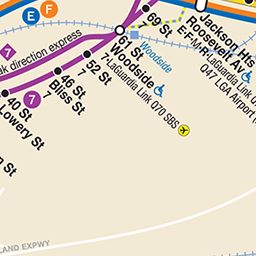 E F
7
ak direction express
69 St
Jackson Hts
Roosevelt Av
E·F·M·R·7
LaGuardia Link
Q47 LGA Airport
61 St
Woodside
7·LaGuardia Link Q70 SBS
Woodside
52 St
7
46 St
Bliss St
7
40 St
Lowery St
7
St
LAND EXPWY